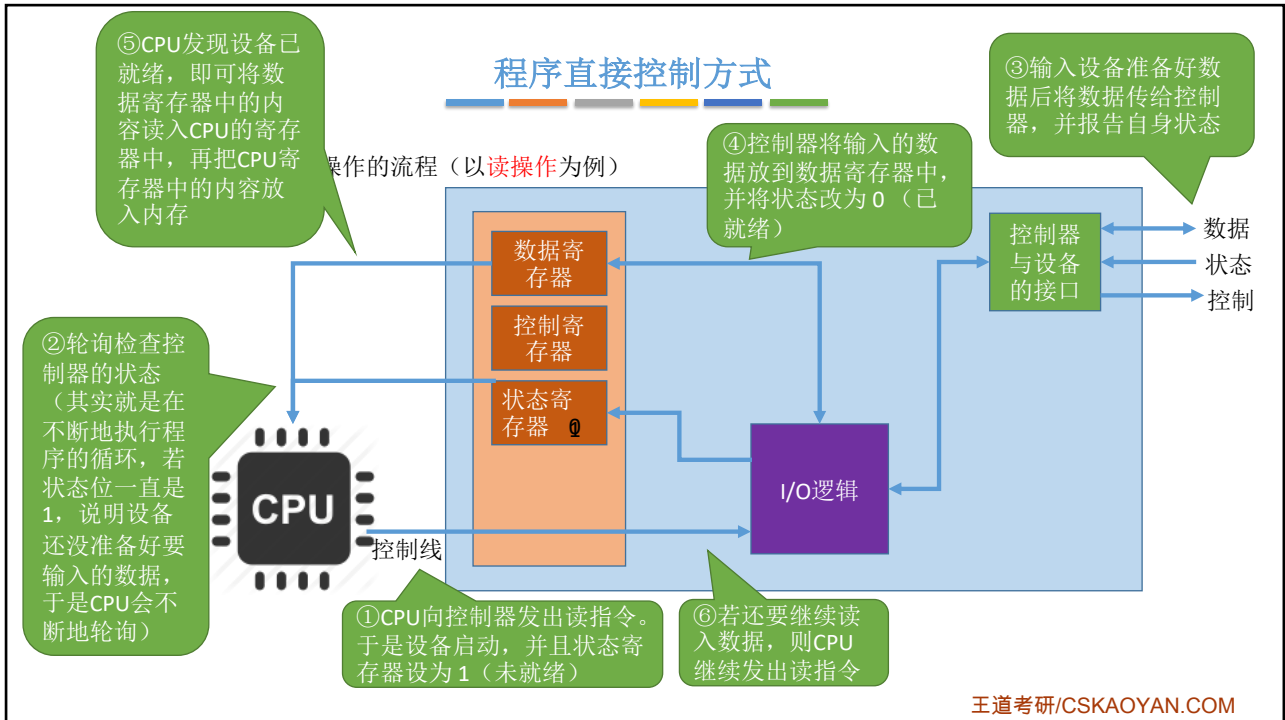 程序直接控制方式
操作的流程（以读操作为例）
①CPU向控制器发出读指令。
于是设备启动，并且状态寄
存器设为 1（未就绪）
②轮询检查控
制器的状态
（其实就是在
不断地执行程
序的循环，若
状态位一直是
1，说明设备
还没准备好要
输入的数据，
于是CPU会不
断地轮询）
③输入设备准备好数
据后将数据传给控制
器，并报告自身状态
④控制器将输入的数
据放到数据寄存器中，
并将状态改为 0 （已
就绪）
⑤CPU发现设备已
就绪，即可将数
据寄存器中的内
容读入CPU的寄存
器中，再把CPU寄
存器中的内容放
入内存
⑥若还要继续读
入数据，则CPU
继续发出读指令
数据寄
存器
控制寄
存器
状态寄
存器
CPU
控制线
I/O逻辑
控制器
与设备
的接口
数据
状态
控制
王道考研/CSKAOYAN.COM